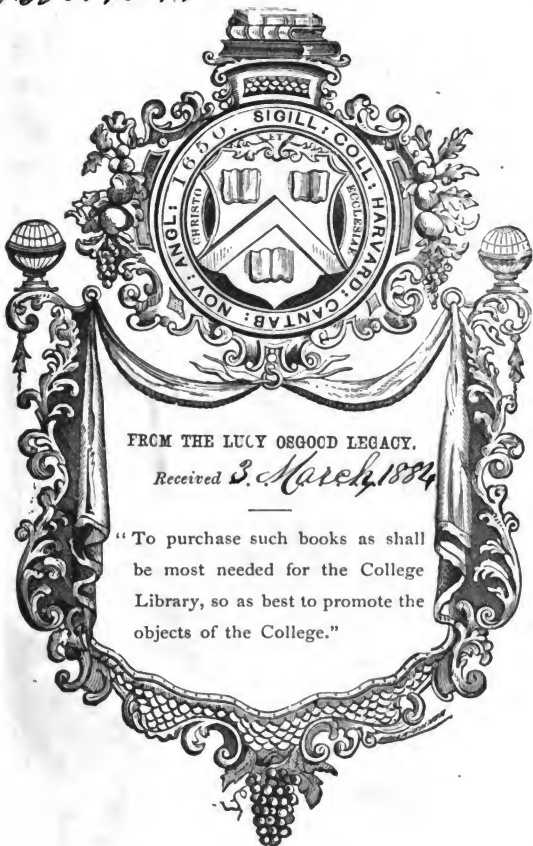 SIGILL : COLL : HARVARD : CANTAB : NOV : ANGL : 1650.
CHRISTO
ET
ECCLESIAE
FROM THE LUCY OSGOOD LEGACY.
Received 3. March, 1884
"To purchase such books as shall
be most needed for the College
Library, so as best to promote the
objects of the College."